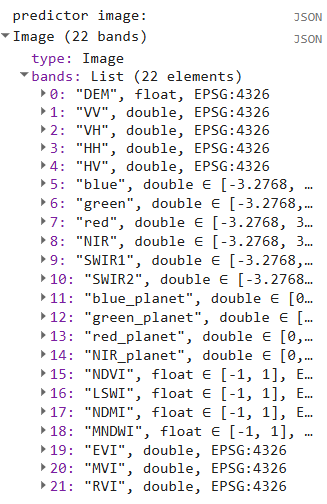 predictor image: JSON
Image (22 bands) JSON
type: Image
bands: List (22 elements)
0: "DEM", float, EPSG:4326
1: "VV", double, EPSG:4326
2: "VH", double, EPSG:4326
3: "HH", double, EPSG:4326
4: "HV", double, EPSG:4326
5: "blue", double ∈ [-3.2768, …
6: "green", double ∈ [-3.2768,…
7: "red", double ∈ [-3.2768, 3…
8: "NIR", double ∈ [-3.2768, 3…
9: "SWIR1", double ∈ [-3.2768,…
10: "SWIR2", double ∈ [-3.2768…
11: "blue_planet", double ∈ [0…
12: "green_planet", double ∈ […
13: "red_planet", double ∈ [0,…
14: "NIR_planet", double ∈ [0,…
15: "NDVI", float ∈ [-1, 1], E…
16: "LSWI", float ∈ [-1, 1], E…
17: "NDMI", float ∈ [-1, 1], E…
18: "MNDWI", float ∈ [-1, 1], …
19: "EVI", double, EPSG:4326
20: "MVI", double, EPSG:4326
21: "RVI", double, EPSG:4326